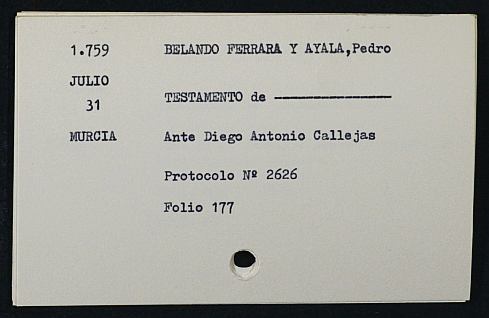 1.759 BELANDO FERRARA Y AYALA,Pedro
JULIO
31 TESTAMENTO de ----------------
MURCIA Ante Diego Antonio Callejas
Protocolo Nº 2626
Folio 177